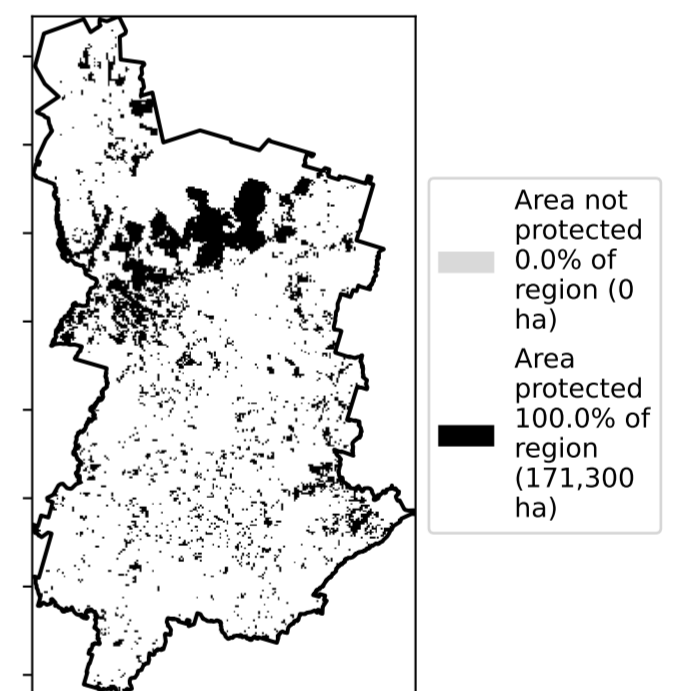 Area not
protected
0.0% of
region (0
ha)
Area
protected
100.0% of
region
(171,300
ha)